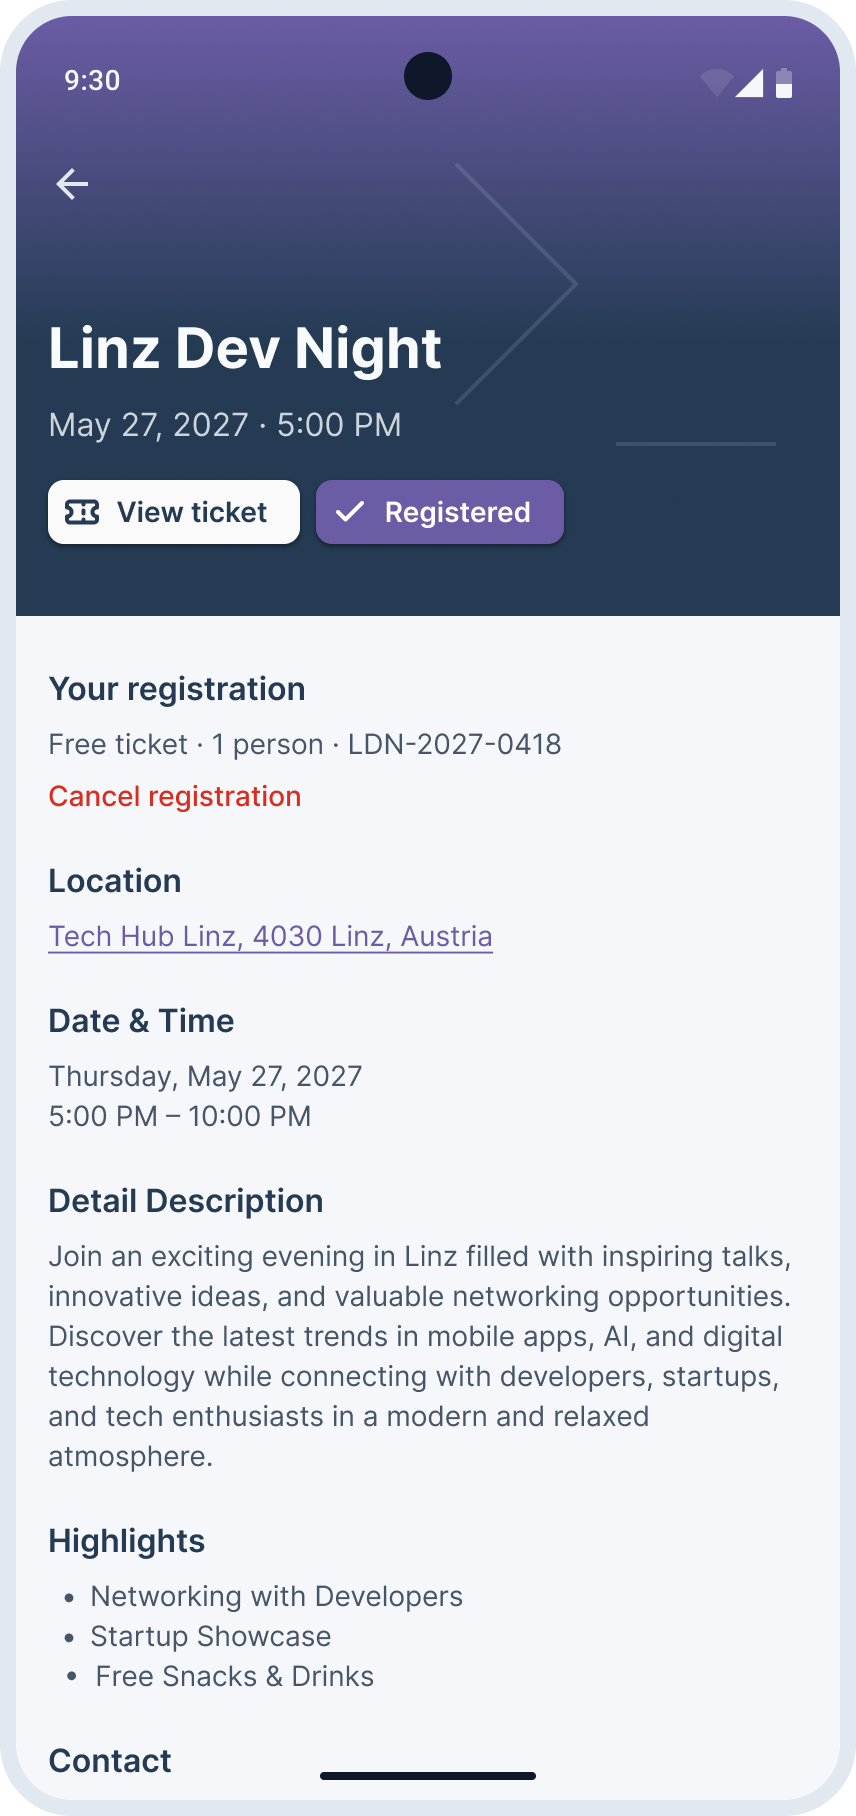 9:30
Linz Dev Night
May 27, 2027 · 5:00 PM
View ticket
Registered
Your registration
Free ticket · 1 person · LDN-2027-0418
Cancel registration
Location
Tech Hub Linz, 4030 Linz, Austria
Date & Time
Thursday, May 27, 2027
5:00 PM – 10:00 PM
Detail Description
Join an exciting evening in Linz filled with inspiring talks,
innovative ideas, and valuable networking opportunities.
Discover the latest trends in mobile apps, AI, and digital
technology while connecting with developers, startups,
and tech enthusiasts in a modern and relaxed
atmosphere.
Highlights
• Networking with Developers
• Startup Showcase
• Free Snacks & Drinks
Contact